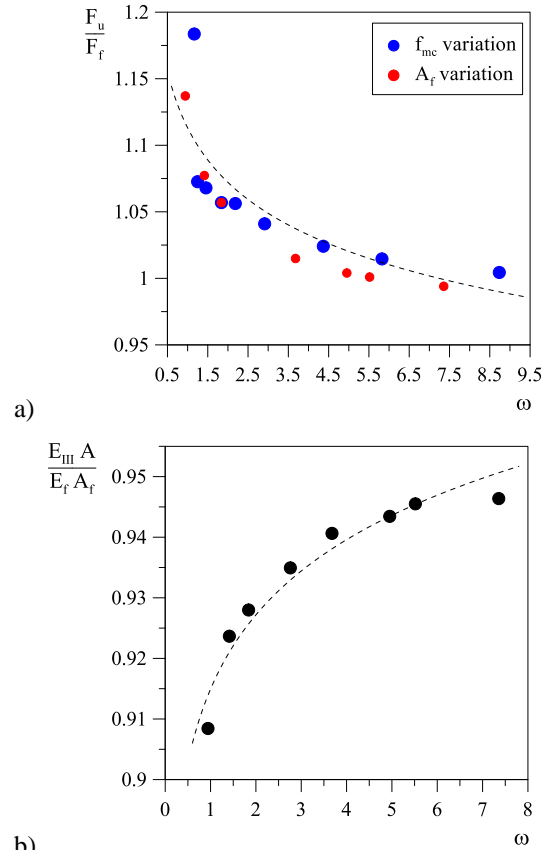 F_u
F_f
1.2
1.15
1.1
1.05
1
0.95
f_mc variation
A_f variation
0.5 1.5 2.5 3.5 4.5 5.5 6.5 7.5 8.5 9.5
a)
ω
E_III A
E_f A_f
0.95
0.94
0.93
0.92
0.91
0.9
0 1 2 3 4 5 6 7 8
ω
b)